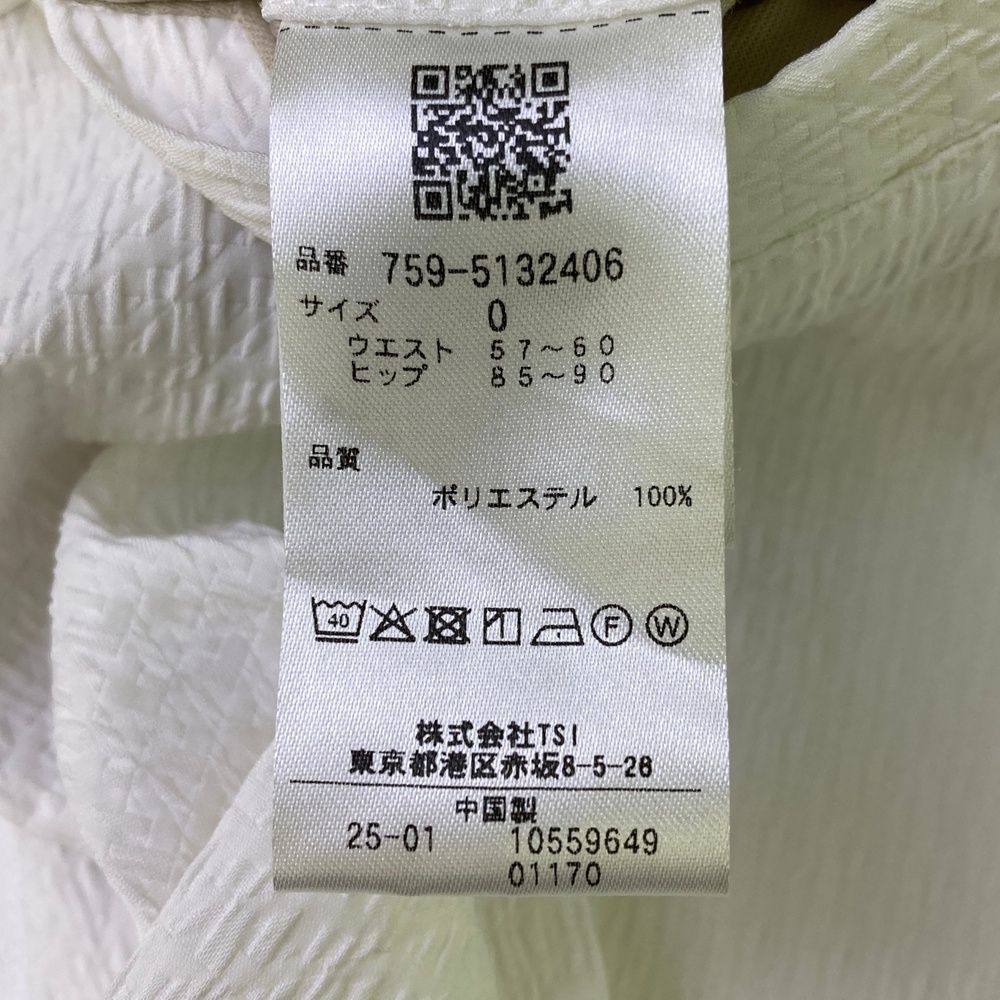 品番 759-5132406
サイズ 0
ウエスト 57~60
ヒップ 85~90
品質
ポリエステル 100%
40 F W
株式会社TSI
東京都港区赤坂8-5-26
中国製
25-01 10559649
01170